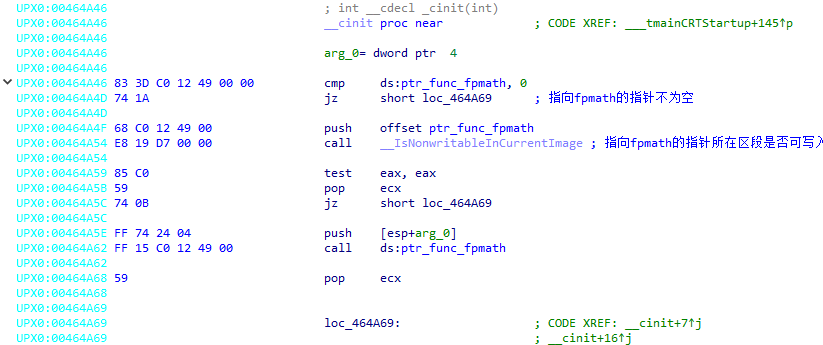 UPX0:00464A46 ; int __cdecl _cinit(int)
UPX0:00464A46 __cinit proc near ; CODE XREF: ___tmainCRTStartup+145↑p
UPX0:00464A46
UPX0:00464A46 arg_0= dword ptr 4
UPX0:00464A46
UPX0:00464A46 83 3D C0 12 49 00 00 cmp ds:ptr_func_fpmath, 0
UPX0:00464A4D 74 1A jz short loc_464A69 ; 指向fpmath的指针不为空
UPX0:00464A4D
UPX0:00464A4F 68 C0 12 49 00 push offset ptr_func_fpmath
UPX0:00464A54 E8 19 D7 00 00 call __IsNonwritableInCurrentImage ; 指向fpmath的指针所在区段是否可写入
UPX0:00464A54
UPX0:00464A59 85 C0 test eax, eax
UPX0:00464A5B 59 pop ecx
UPX0:00464A5C 74 0B jz short loc_464A69
UPX0:00464A5C
UPX0:00464A5E FF 74 24 04 push [esp+arg_0]
UPX0:00464A62 FF 15 C0 12 49 00 call ds:ptr_func_fpmath
UPX0:00464A62
UPX0:00464A68 59 pop ecx
UPX0:00464A68
UPX0:00464A69
UPX0:00464A69 loc_464A69: ; CODE XREF: __cinit+7↑j
UPX0:00464A69 ; __cinit+16↑j